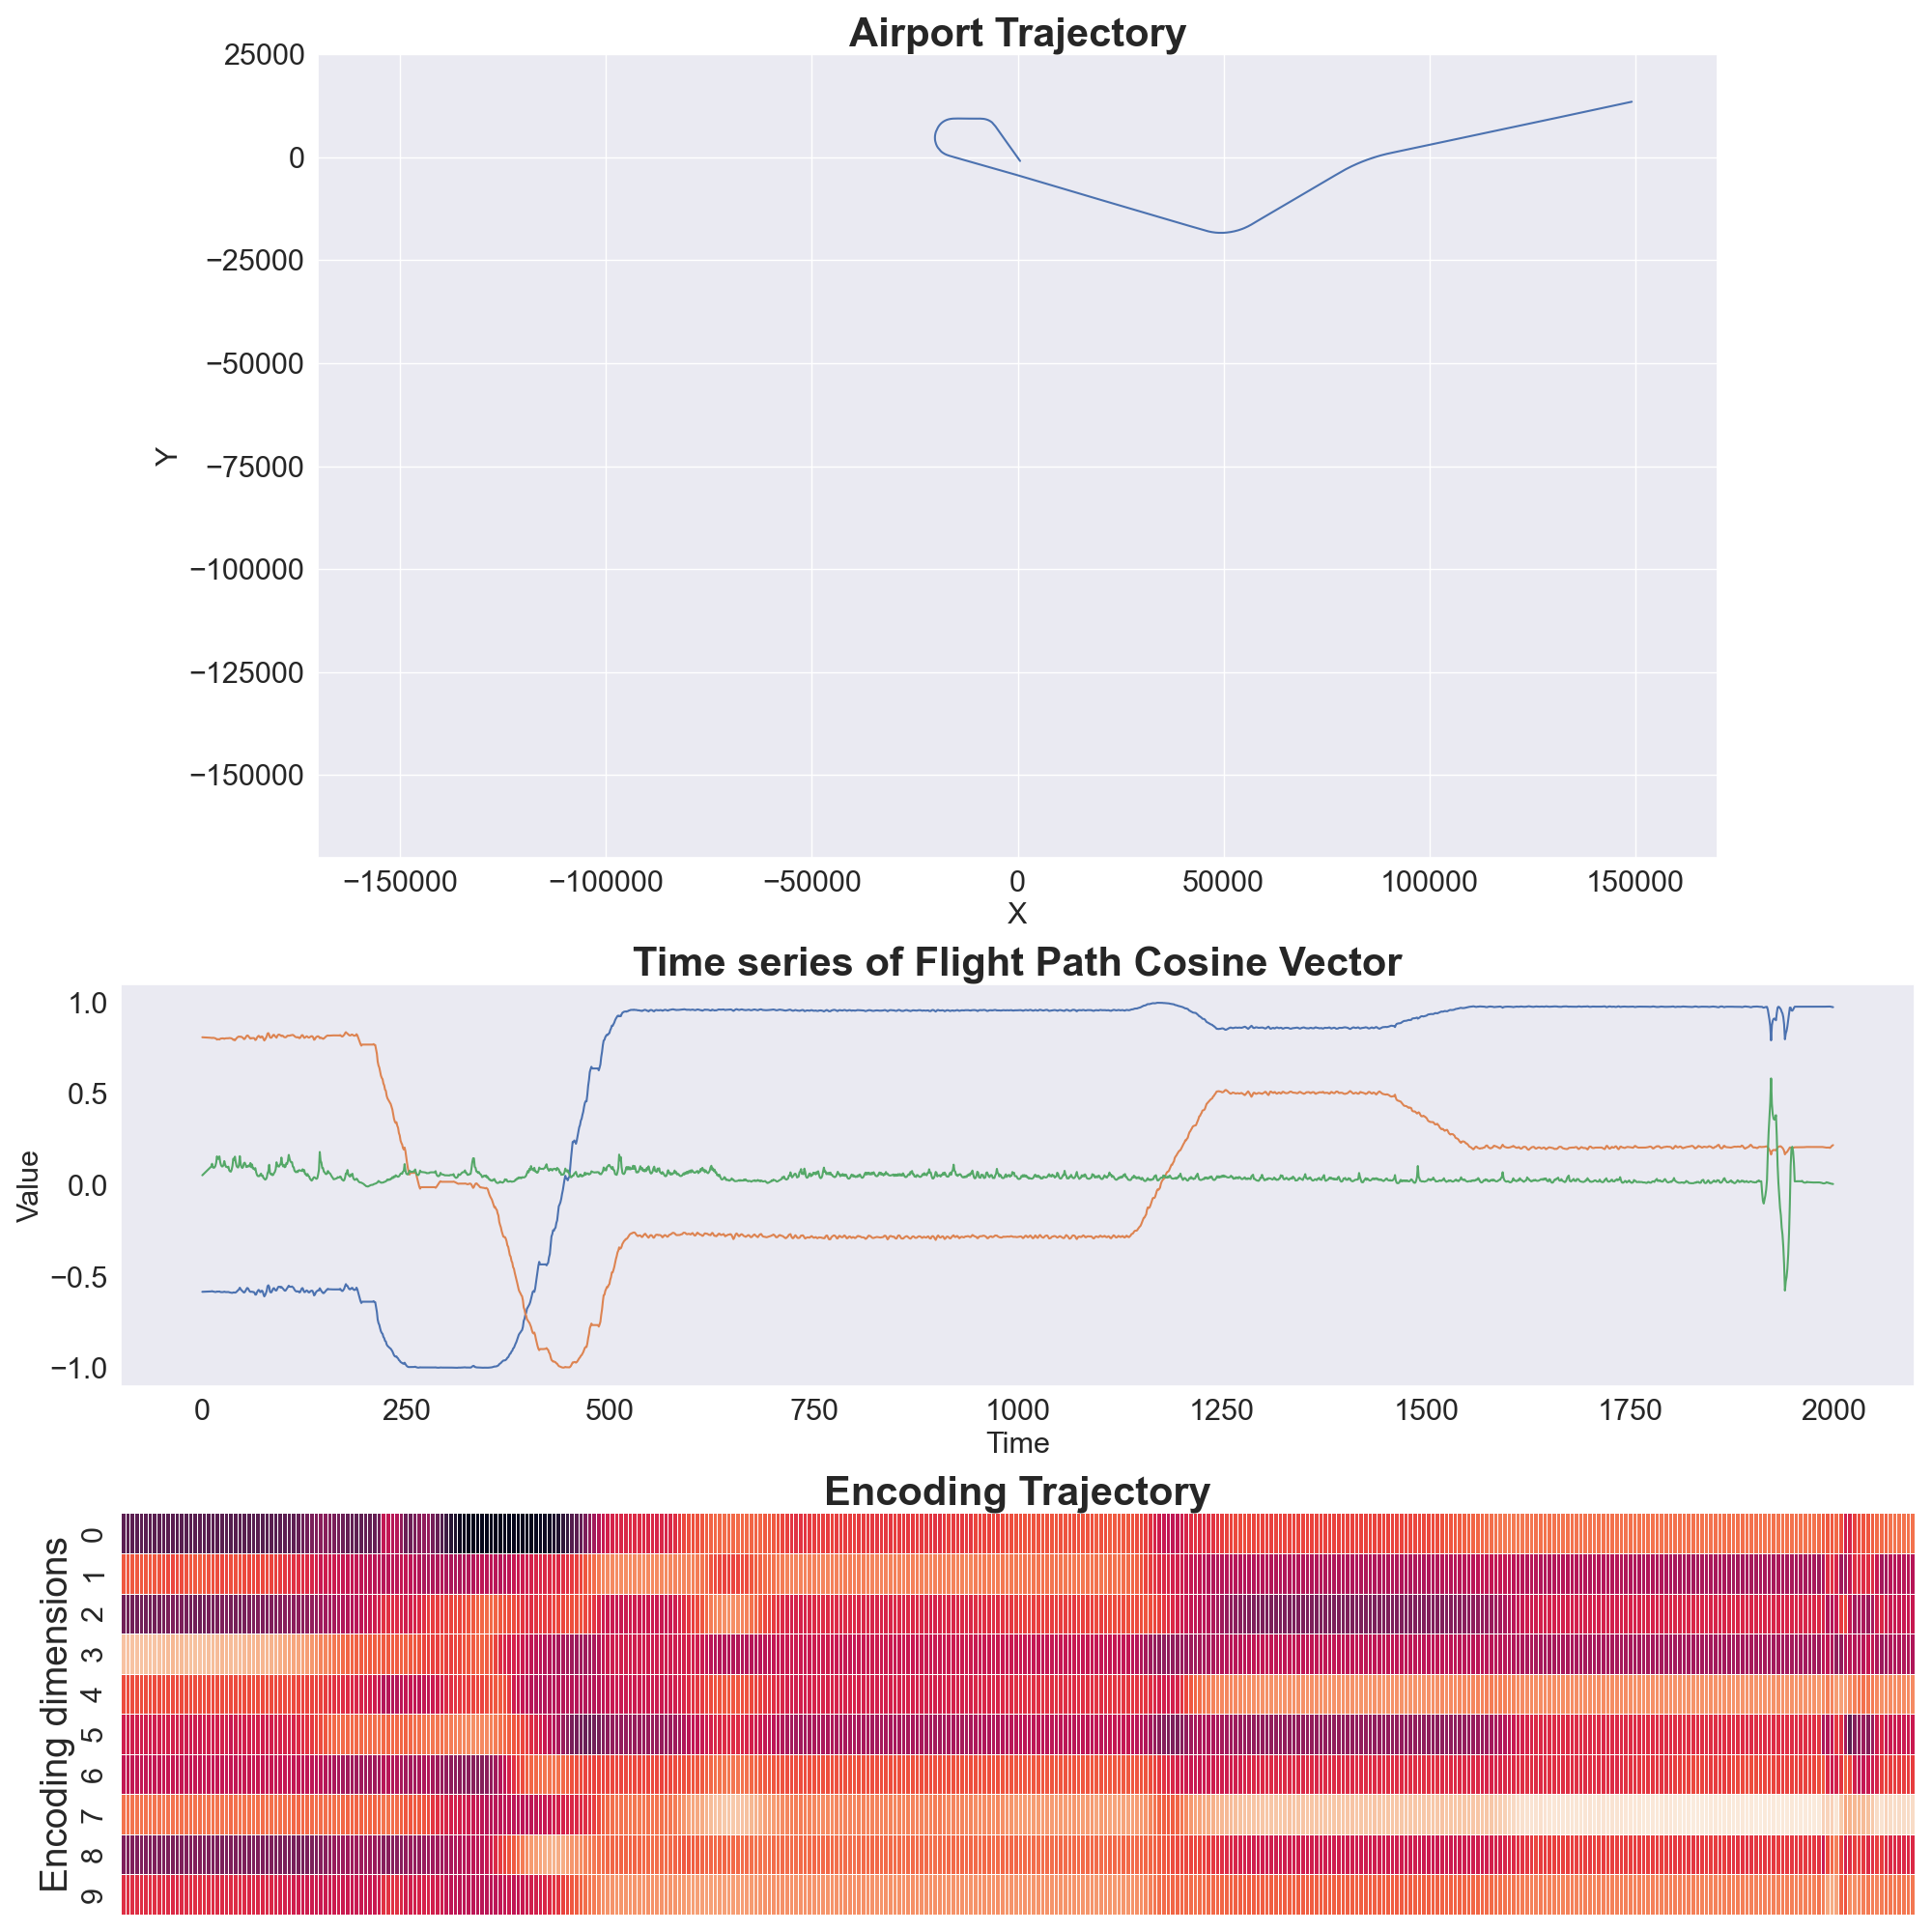 Airport Trajectory
25000
0
−25000
−50000
−75000
−100000
−125000
−150000
Y
−150000 −100000 −50000 0 50000 100000 150000
X
Time series of Flight Path Cosine Vector
1.0
0.5
0.0
−0.5
−1.0
Value
0 250 500 750 1000 1250 1500 1750 2000
Time
Encoding Trajectory
0
1
2
3
4
5
6
7
8
9
Encoding dimensions